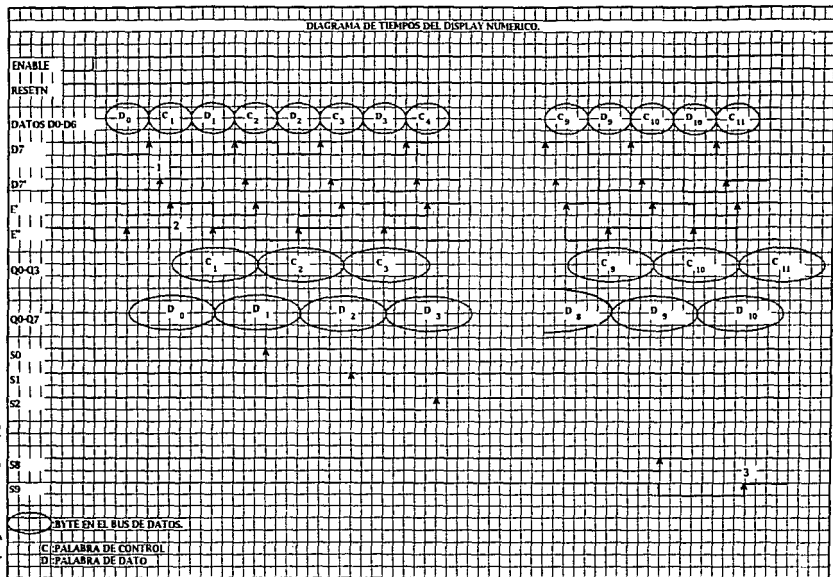 DIAGRAMA DE TIEMPOS DEL DISPLAY NUMERICO.
ENABLE
RESETN
DATOS D0-D6 D0 C1 D1 C2 D2 C3 D3 C4 C9 D9 C10 D10 C11
D7
1
D7'
E'
2
E"
Q0-Q3 C1 C2 C3 C9 C10 C11
Q0-Q7 D0 D1 D2 D3 D8 D9 D10
S0
S1
S2
S8
3
S9
BYTE EN EL BUS DE DATOS.
C :PALABRA DE CONTROL
D :PALABRA DE DATO